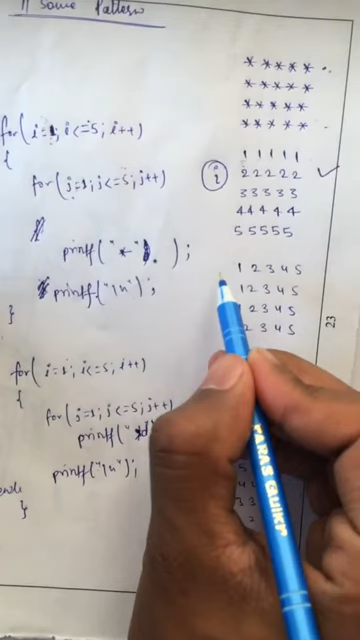 // Some Pattern
for(i=1; i<=5; i++)
{
for(j=1; j<=5; j++)
printf("*");
printf("\n");
}
for(i=1; i<=5; i++)
{
for(j=1; j<=5; j++)
printf("
printf("\n");
}
* * * * *
* * * * *
* * * * *
* * * * *
1 1 1 1 1
i 2 2 2 2 2
3 3 3 3 3
4 4 4 4 4
5 5 5 5 5
1 2 3 4 5
1 2 3 4 5
1 2 3 4 5
2 3 4 5
23
PARAS Quikr